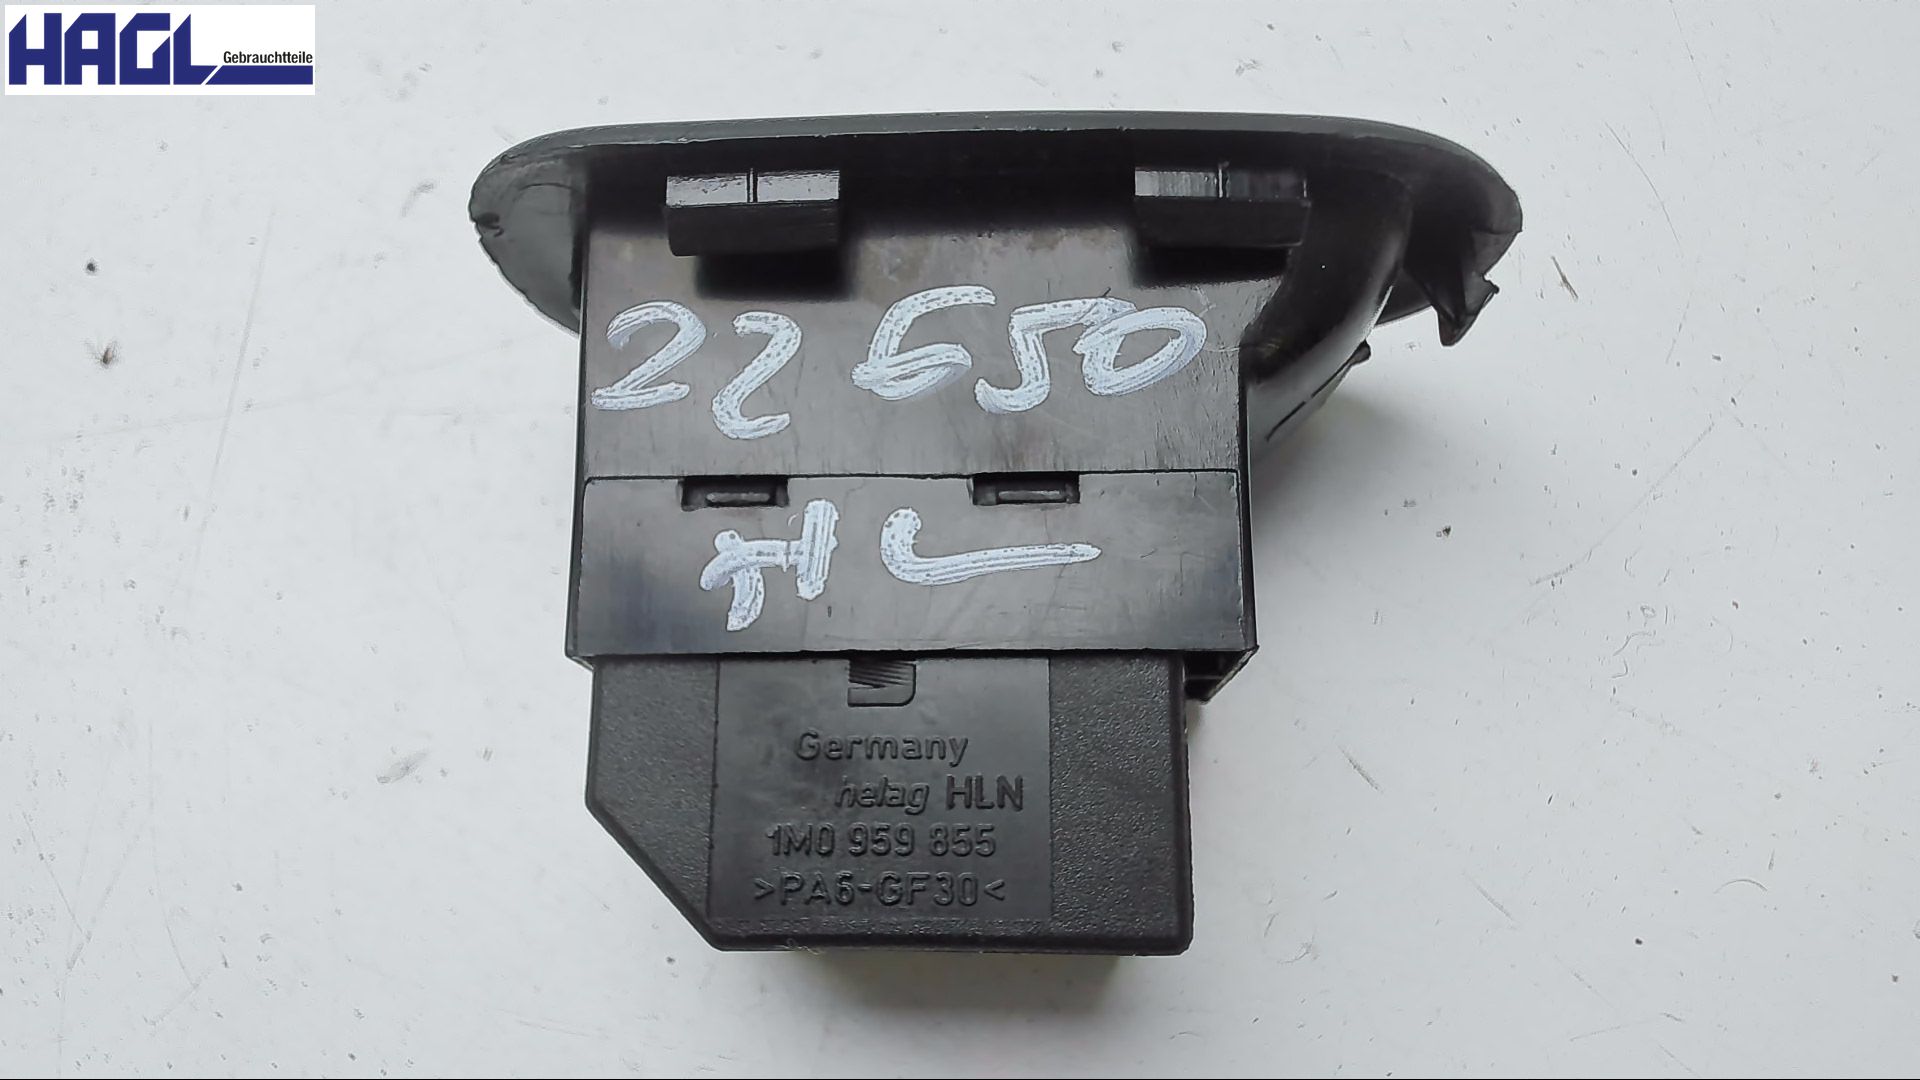 HAGL Gebrauchtteile
22650
HL
Germany
helag HLN
1M0 959 855
>PA6-GF30<